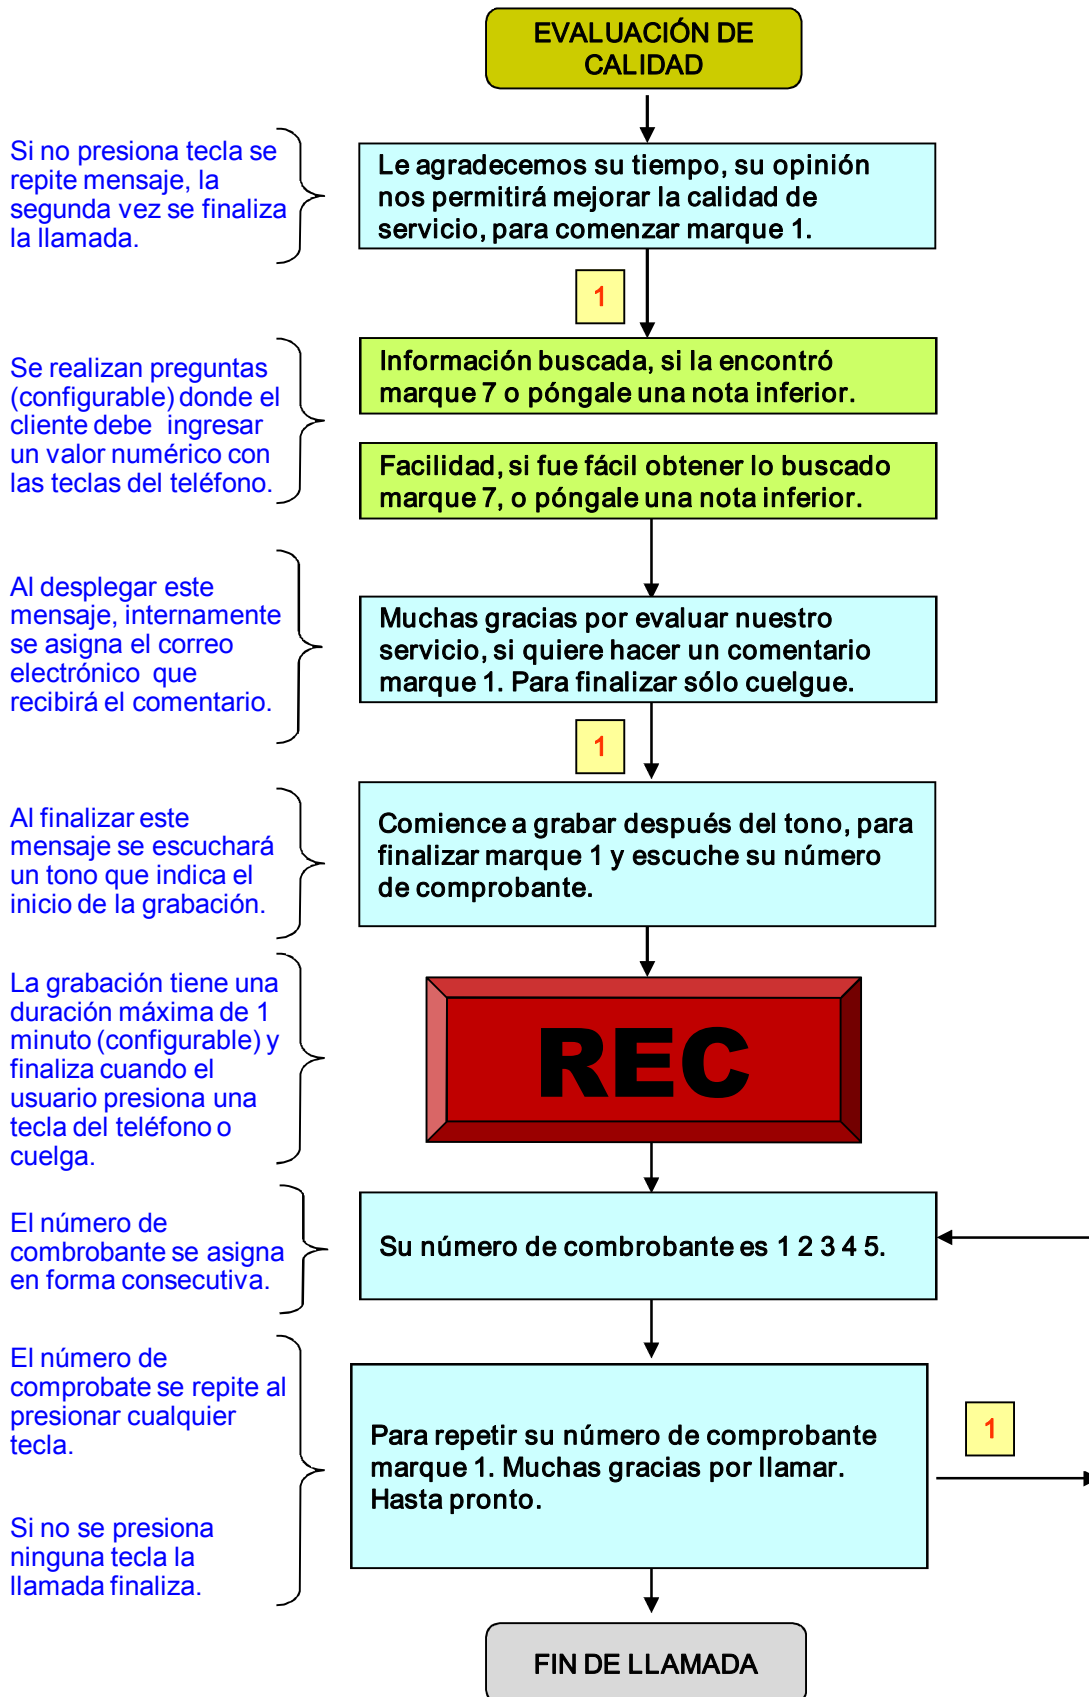 EVALUACIÓN DE
CALIDAD
Si no presiona tecla se
repite mensaje, la
segunda vez se finaliza
la llamada.
Le agradecemos su tiempo, su opinión
nos permitirá mejorar la calidad de
servicio, para comenzar marque 1.
1
Se realizan preguntas
(configurable) donde el
cliente debe ingresar
un valor numérico con
las teclas del teléfono.
Información buscada, si la encontró
marque 7 o póngale una nota inferior.
Facilidad, si fue fácil obtener lo buscado
marque 7, o póngale una nota inferior.
Al desplegar este
mensaje, internamente
se asigna el correo
electrónico que
recibirá el comentario.
Muchas gracias por evaluar nuestro
servicio, si quiere hacer un comentario
marque 1. Para finalizar sólo cuelgue.
1
Al finalizar este
mensaje se escuchará
un tono que indica el
inicio de la grabación.
Comience a grabar después del tono, para
finalizar marque 1 y escuche su número
de comprobante.
La grabación tiene una
duración máxima de 1
minuto (configurable) y
finaliza cuando el
usuario presiona una
tecla del teléfono o
cuelga.
REC
El número de
combrobante se asigna
en forma consecutiva.
Su número de combrobante es 1 2 3 4 5.
El número de
comprobate se repite al
presionar cualquier
tecla.
Si no se presiona
ninguna tecla la
llamada finaliza.
Para repetir su número de comprobante
marque 1. Muchas gracias por llamar.
Hasta pronto.
1
FIN DE LLAMADA